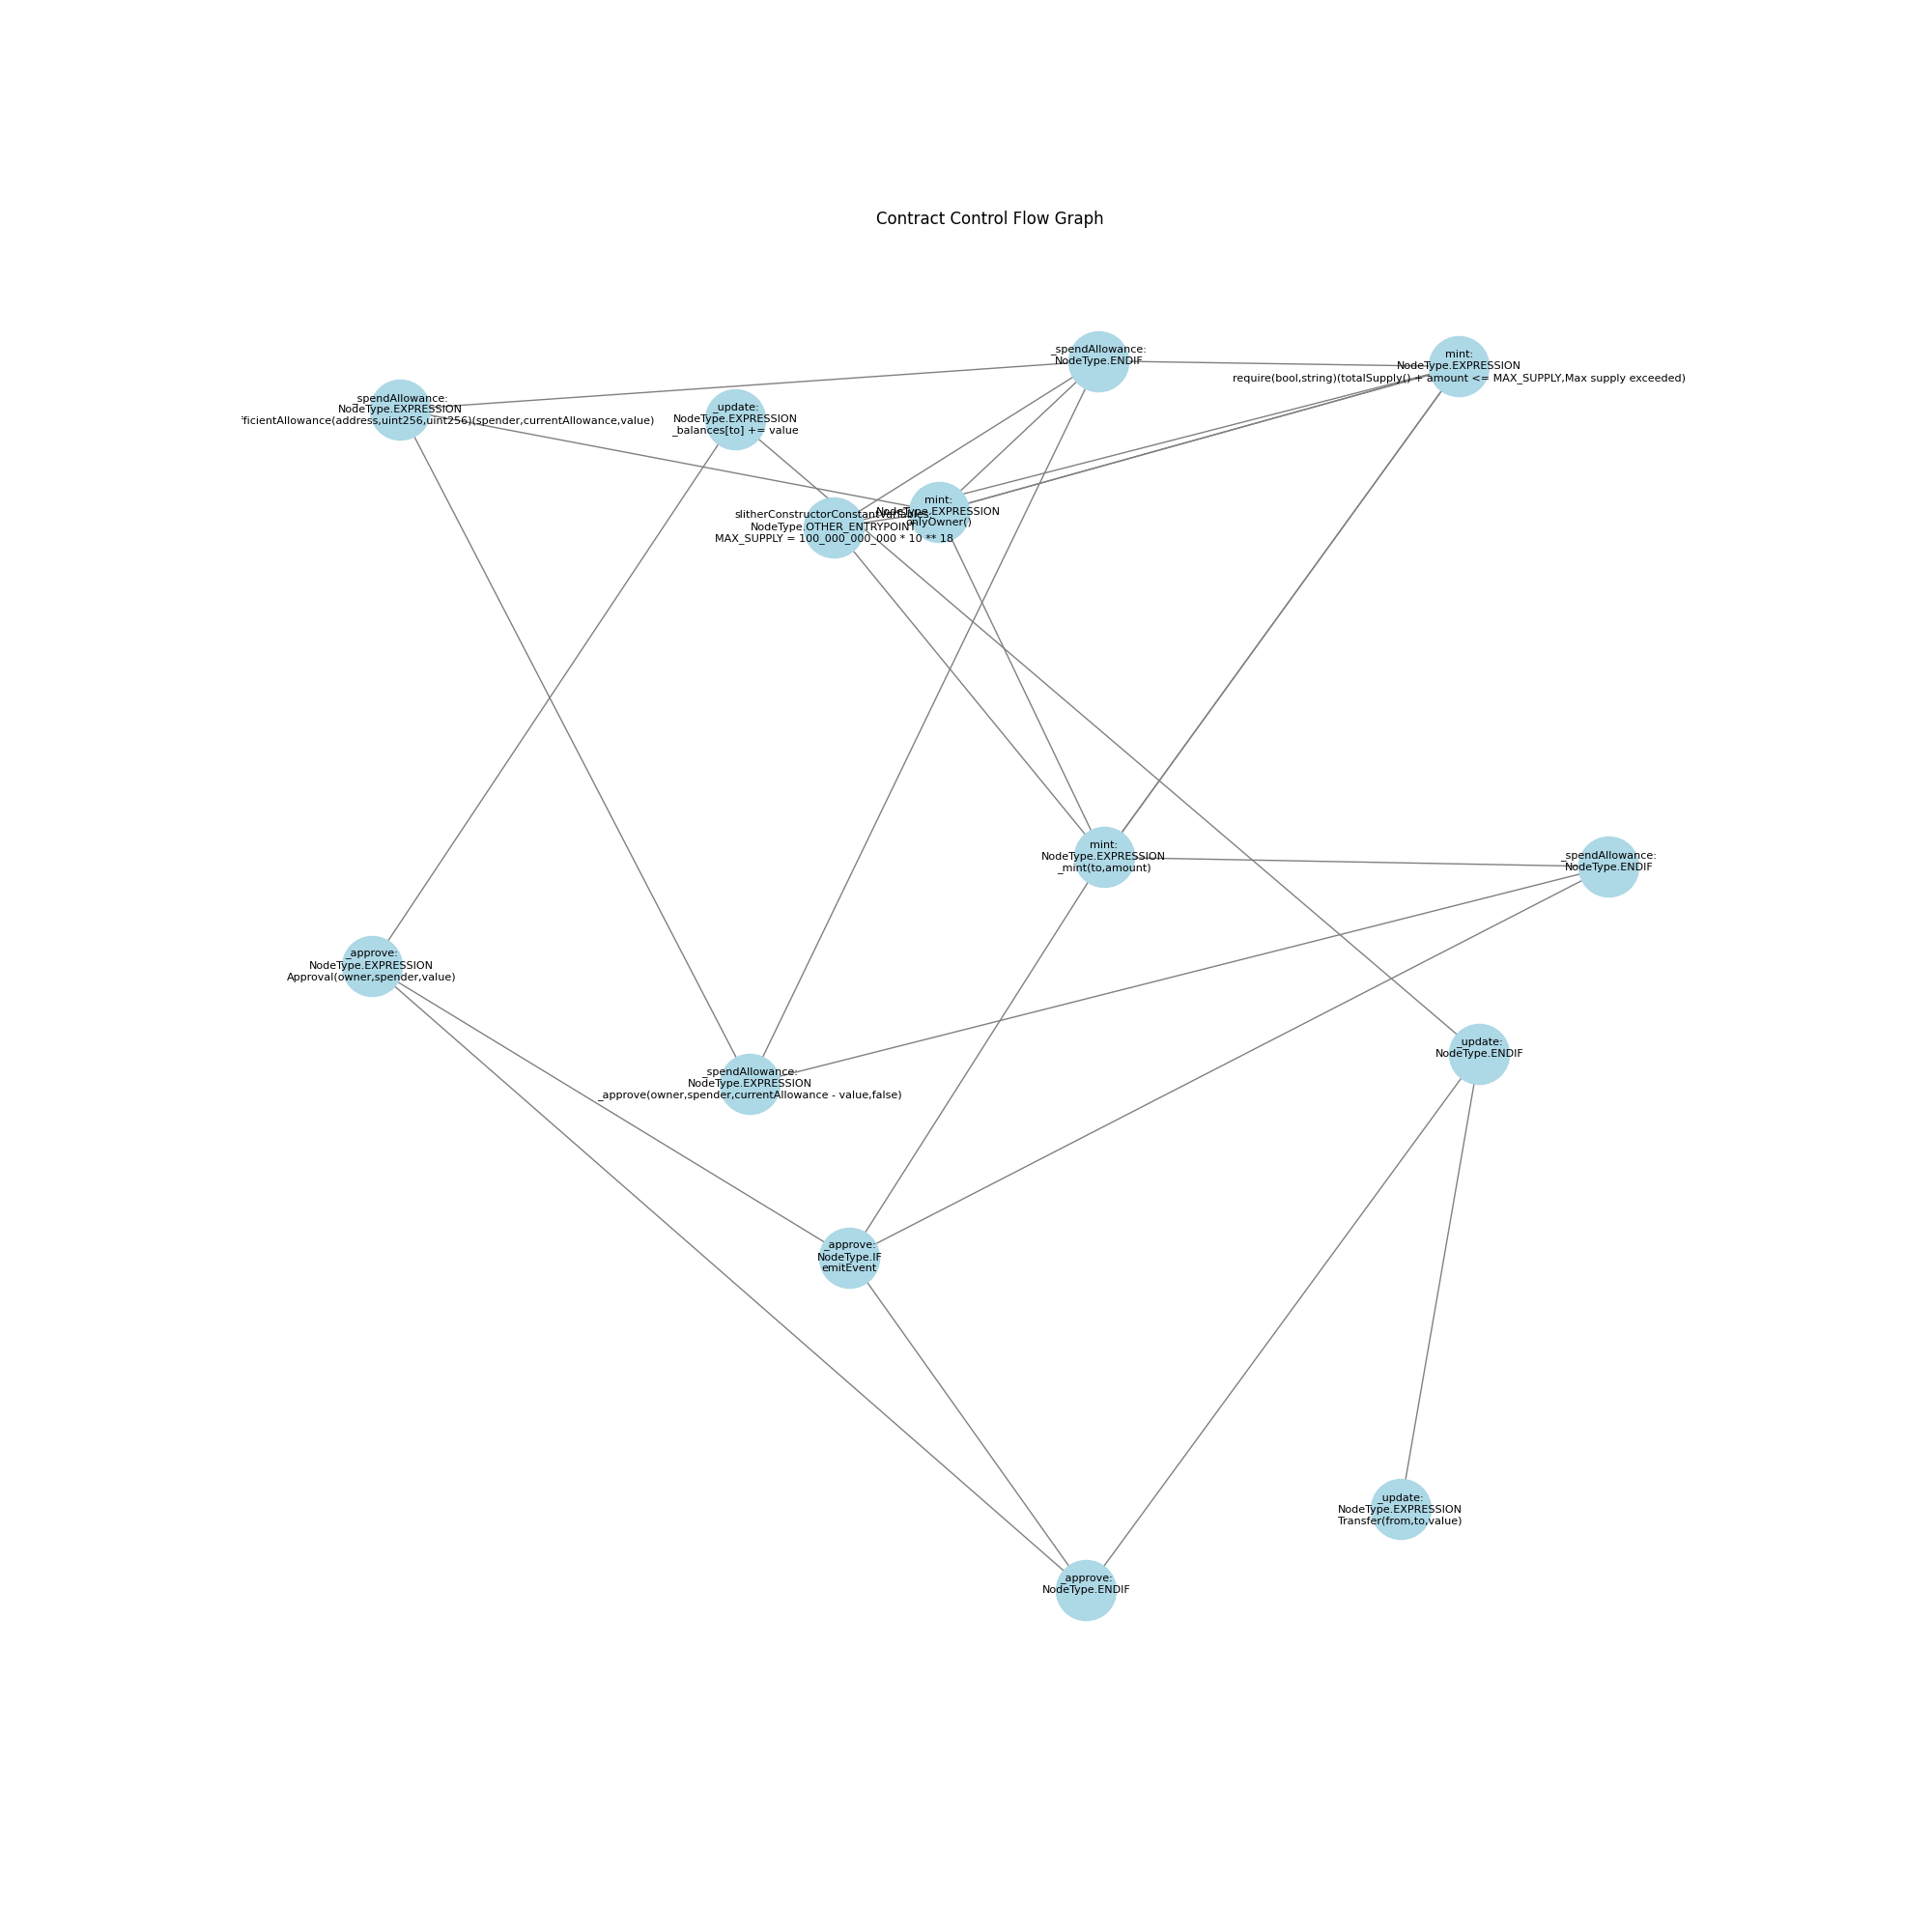 Contract Control Flow Graph
_spendAllowance:
NodeType.ENDIF
mint:
NodeType.EXPRESSION
require(bool,string)(totalSupply() + amount <= MAX_SUPPLY,Max supply exceeded)
_spendAllowance:
NodeType.EXPRESSION
ficientAllowance(address,uint256,uint256)(spender,currentAllowance,value)
_update:
NodeType.EXPRESSION
_balances[to] += value
mint:
NodeType.EXPRESSION
onlyOwner()
slitherConstructorConstantVariables:
NodeType.OTHER_ENTRYPOINT
MAX_SUPPLY = 100_000_000_000 * 10 ** 18
mint:
NodeType.EXPRESSION
_mint(to,amount)
_spendAllowance:
NodeType.ENDIF
_approve:
NodeType.EXPRESSION
Approval(owner,spender,value)
_update:
NodeType.ENDIF
_spendAllowance:
NodeType.EXPRESSION
_approve(owner,spender,currentAllowance - value,false)
_approve:
NodeType.IF
emitEvent
_update:
NodeType.EXPRESSION
Transfer(from,to,value)
_approve:
NodeType.ENDIF